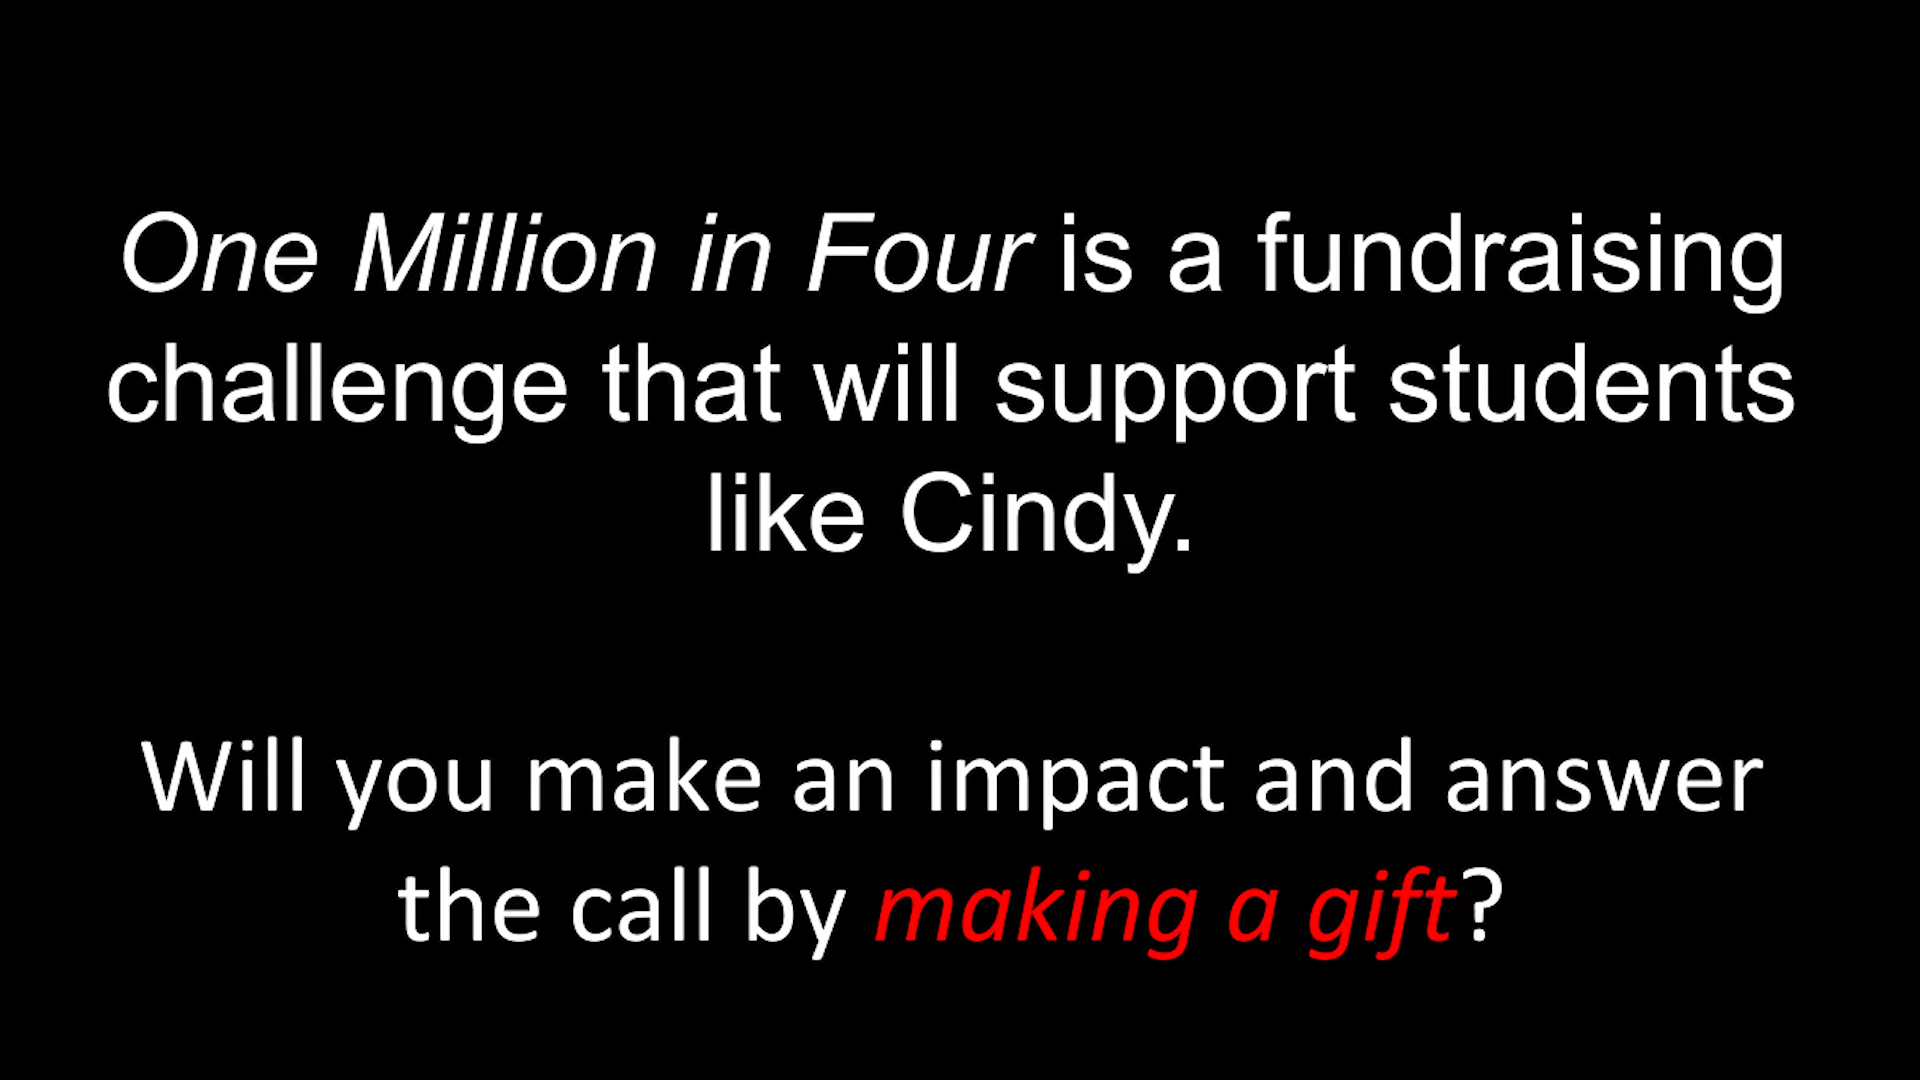 One Million in Four is a fundraising
challenge that will support students
like Cindy.
Will you make an impact and answer
the call by making a gift?